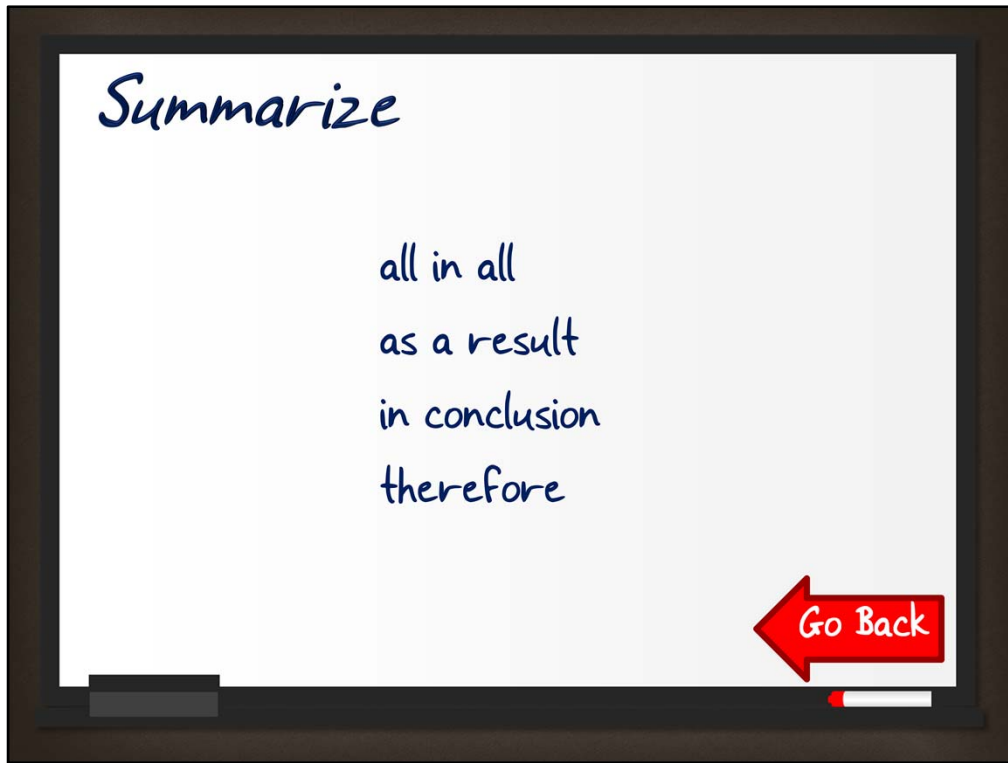 Summarize
all in all
as a result
in conclusion
therefore
Go Back